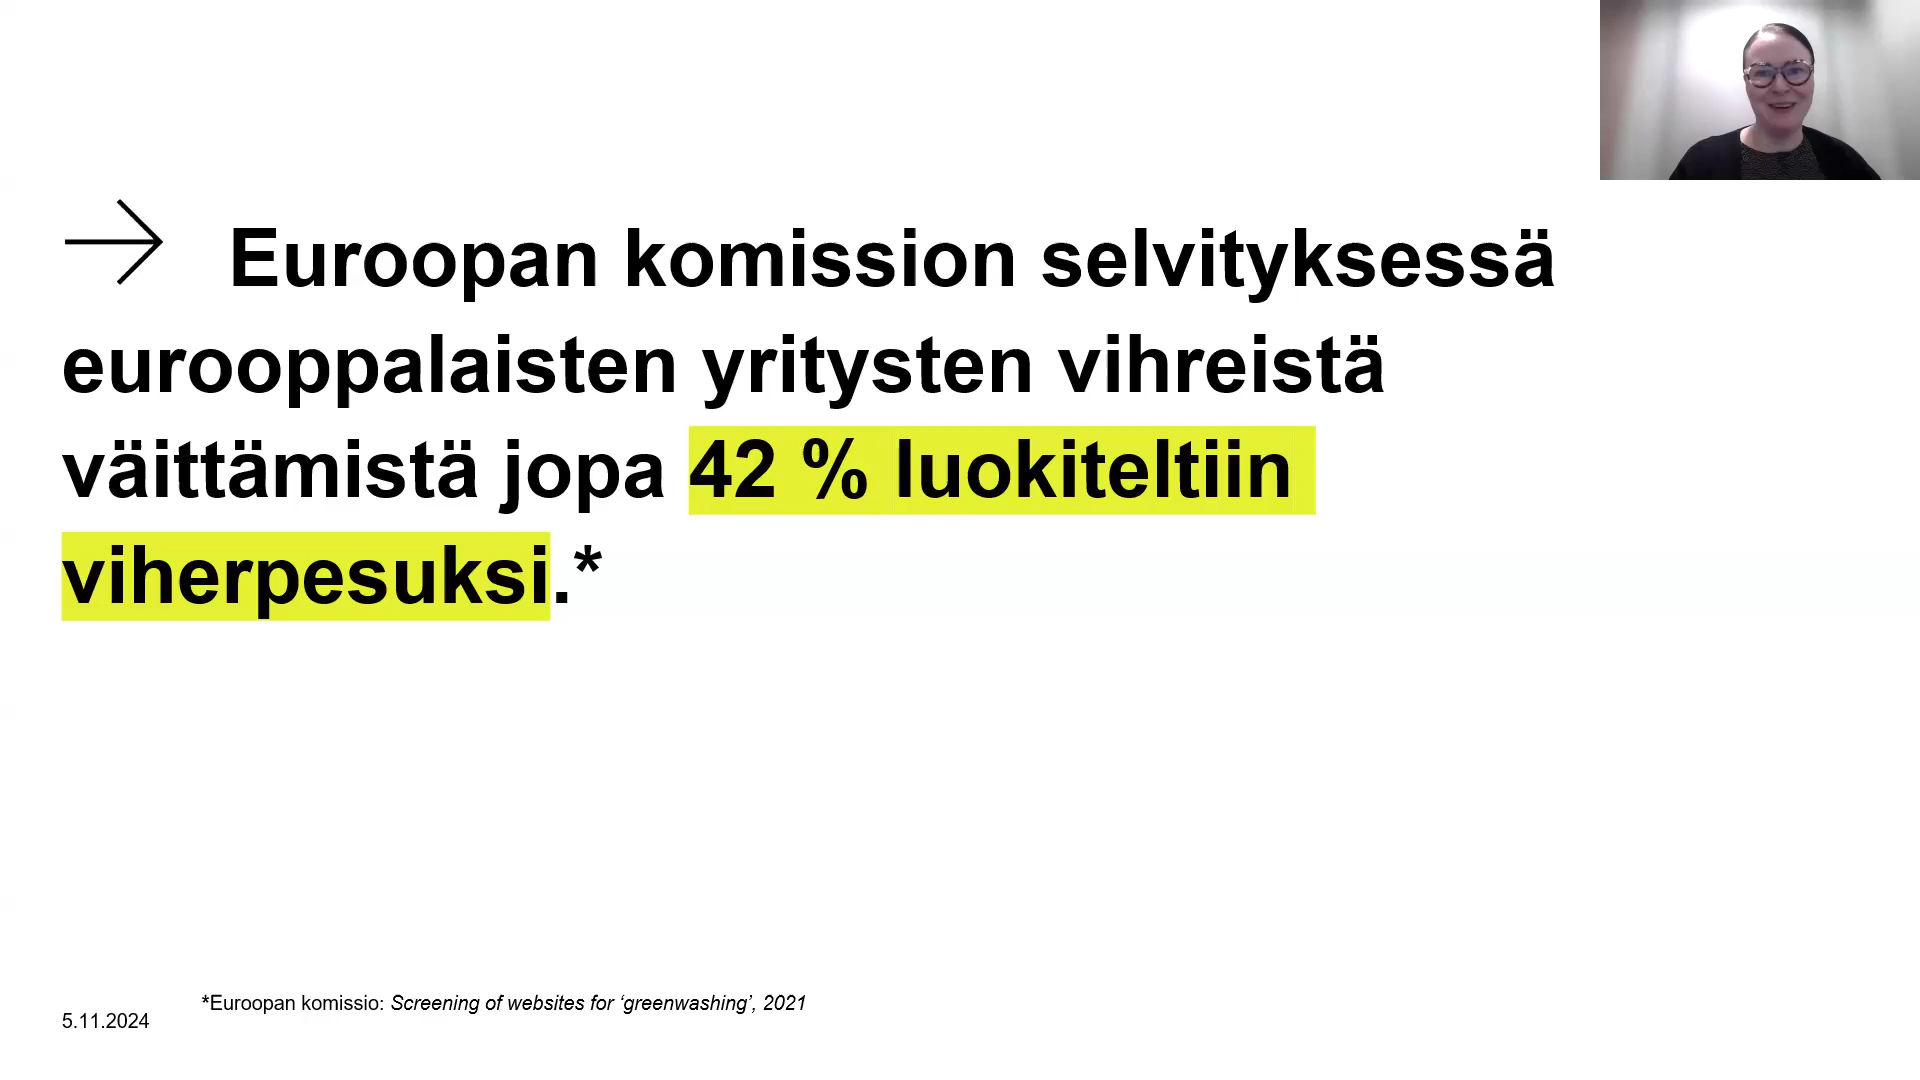 Euroopan komission selvityksessä
eurooppalaisten yritysten vihreistä
väittämistä jopa 42 % luokiteltiin
viherpesuksi.*
*Euroopan komissio: Screening of websites for ‘greenwashing’, 2021
5.11.2024